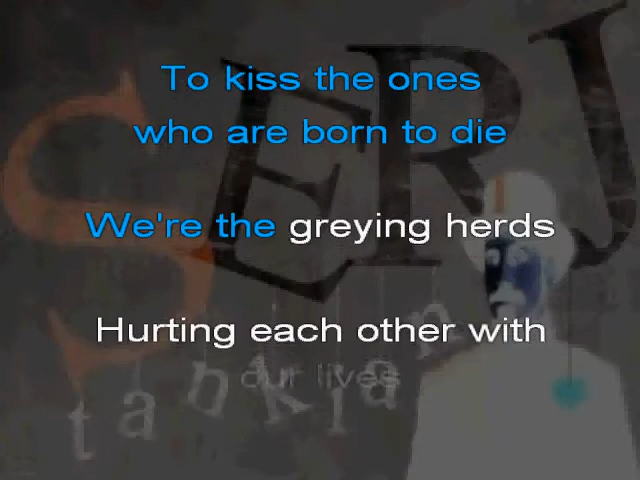 SERJ
tankian
To kiss the ones
who are born to die
We're the greying herds
Hurting each other with
our lives